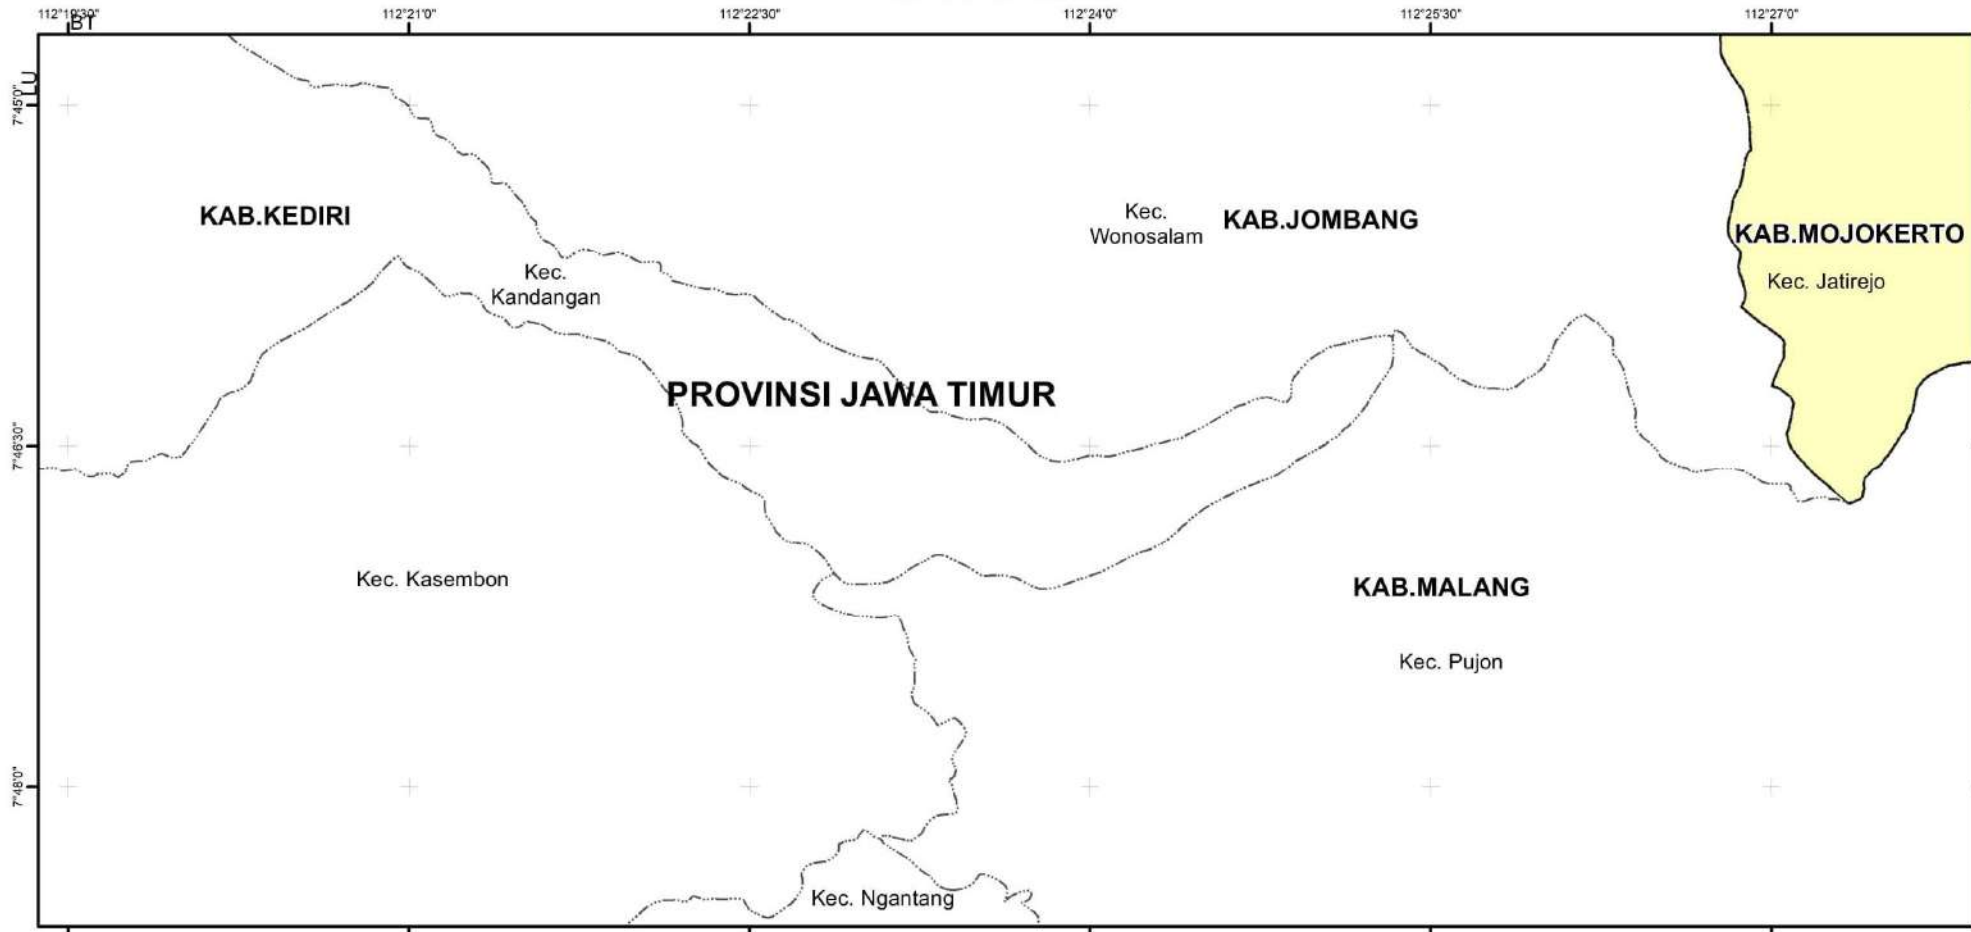 112°19'30"
BT
112°21'0"
112°22'30"
112°24'0"
112°25'30"
112°27'0"
LU
7°45'0"
KAB.KEDIRI
Kec.
Wonosalam
KAB.JOMBANG
KAB.MOJOKERTO
Kec.
Kandangan
Kec. Jatirejo
PROVINSI JAWA TIMUR
7°46'30"
Kec. Kasembon
KAB.MALANG
Kec. Pujon
7°48'0"
Kec. Ngantang